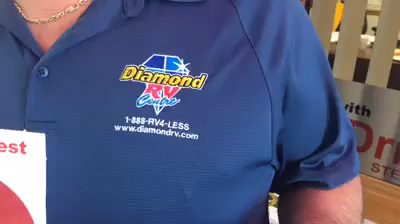 Diamond
RV
Centre
1-888-RV4-LESS
www.diamondrv.com
est
with